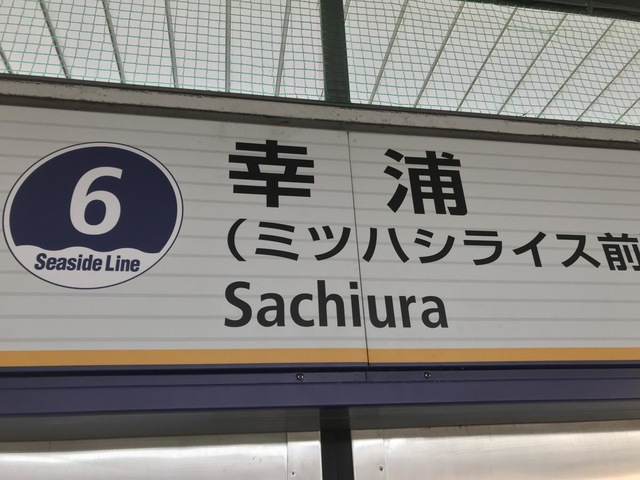 6
Seaside Line
幸浦
(ミツハシライス前
Sachiura